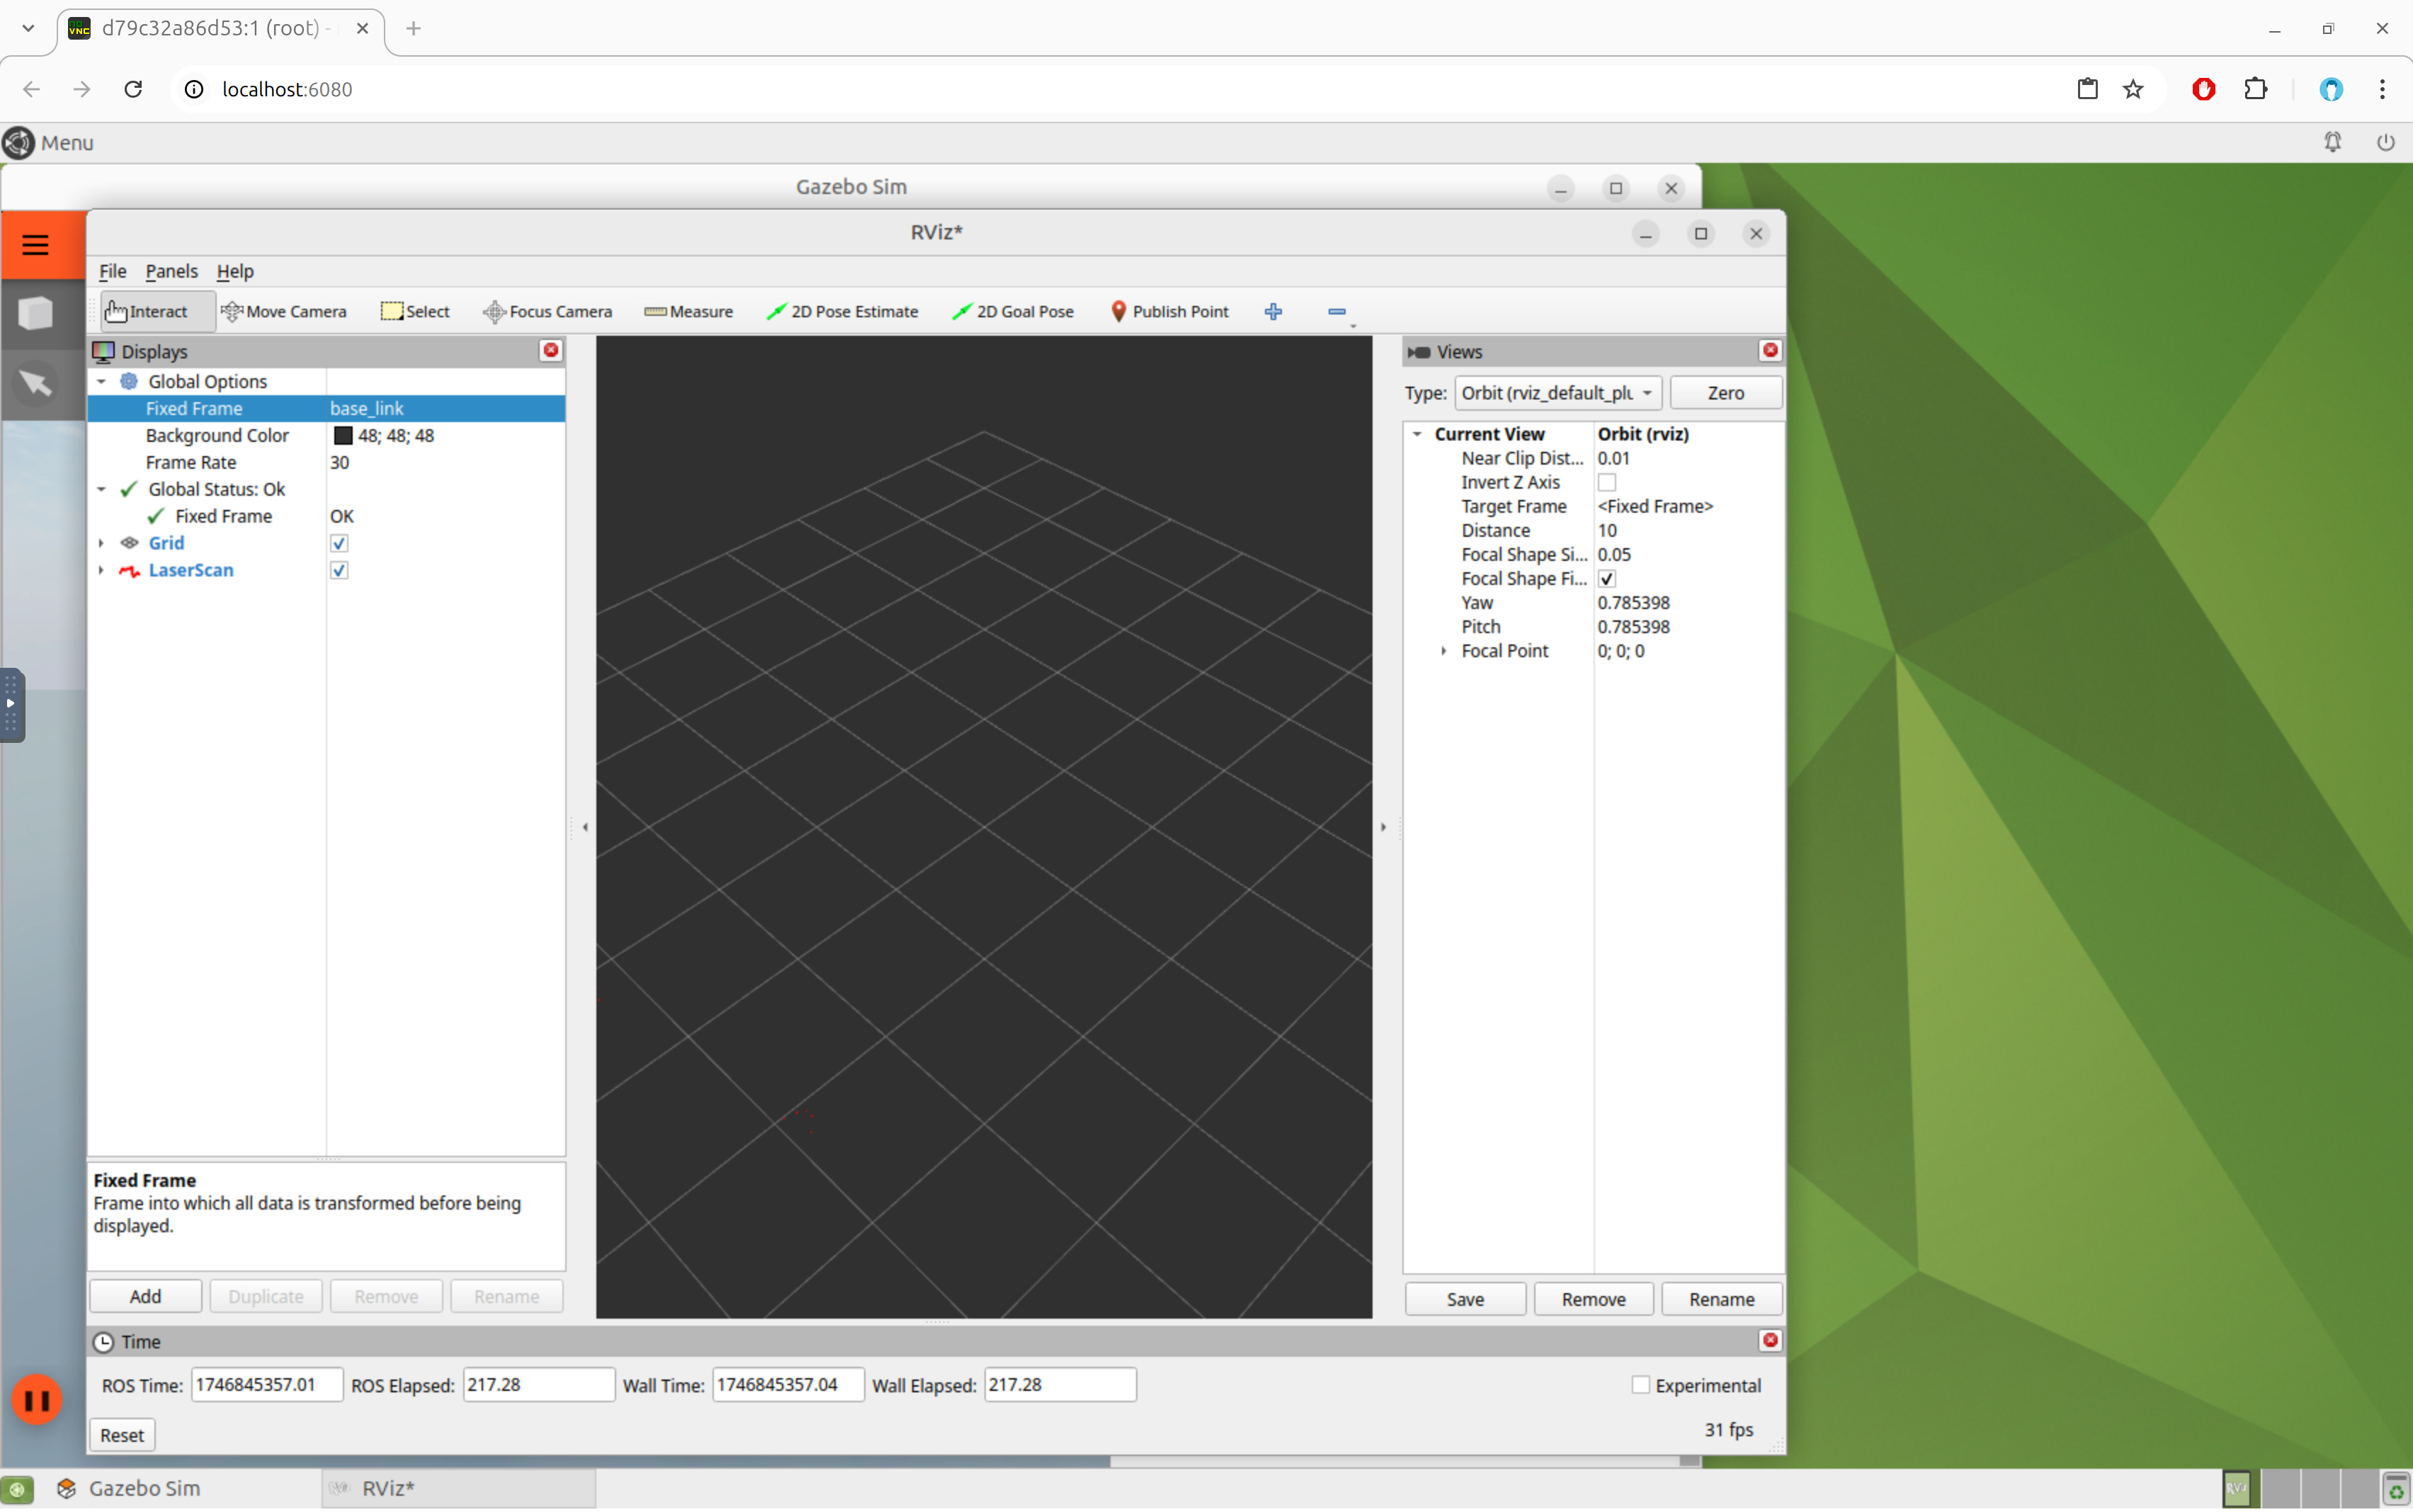 d79c32a86d53:1 (root) -
localhost:6080
Menu
Gazebo Sim
RViz*
File Panels Help
Interact Move Camera Select Focus Camera Measure 2D Pose Estimate 2D Goal Pose Publish Point
Displays
Global Options
Fixed Frame base_link
Background Color 48; 48; 48
Frame Rate 30
Global Status: Ok
Fixed Frame OK
Grid
LaserScan
Fixed Frame
Frame into which all data is transformed before being
displayed.
Add Duplicate Remove Rename
Views
Type: Orbit (rviz_default_plu Zero
Current View Orbit (rviz)
Near Clip Dist... 0.01
Invert Z Axis
Target Frame <Fixed Frame>
Distance 10
Focal Shape Si... 0.05
Focal Shape Fi...
Yaw 0.785398
Pitch 0.785398
Focal Point 0; 0; 0
Save Remove Rename
Time
ROS Time: 1746845357.01 ROS Elapsed: 217.28 Wall Time: 1746845357.04 Wall Elapsed: 217.28 Experimental
Reset 31 fps
Gazebo Sim RViz*